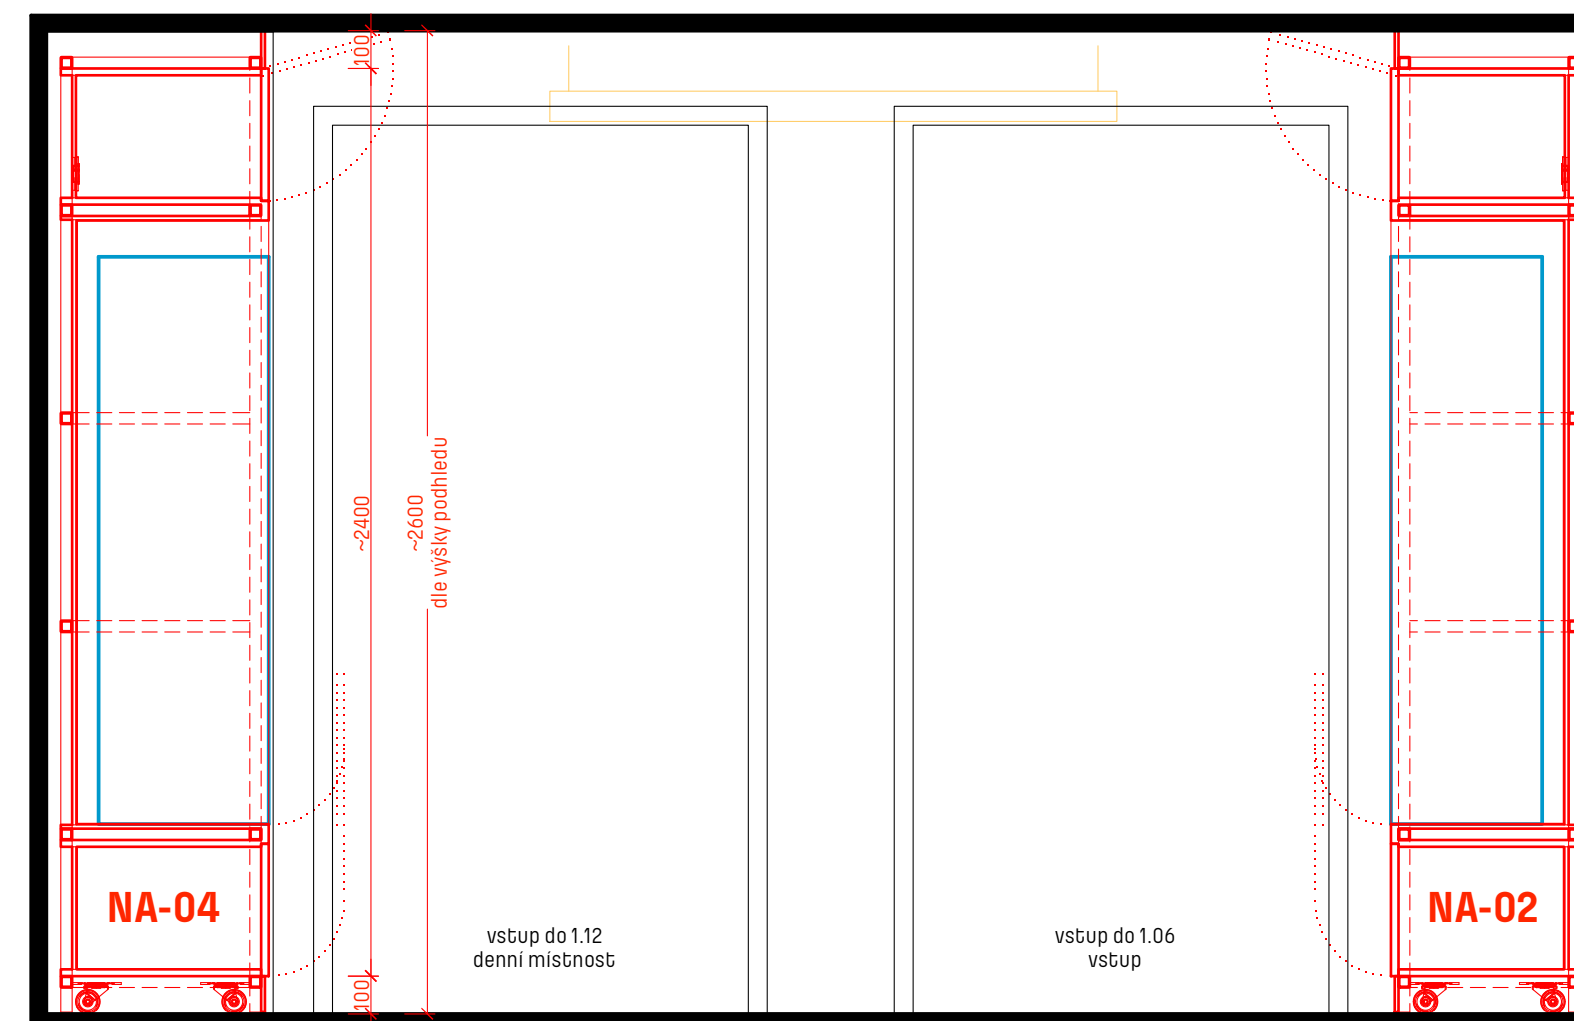 100
~2400
~2600
dle výšky podhledu
NA-04
NA-02
vstup do 1.12
denní místnost
vstup do 1.06
vstup
100